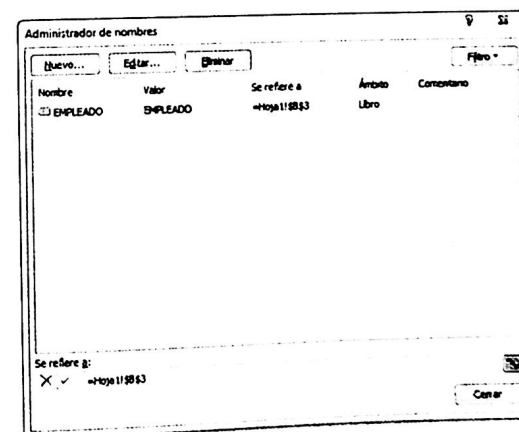 Administrador de nombres
Nuevo... Editar... Eliminar Filtro
Nombre Valor Se refiere a Ámbito Comentario
EMPLEADO EMPLEADO =Hoja1!$B$3 Libro
Se refiere a:
=Hoja1!$B$3
Cerrar